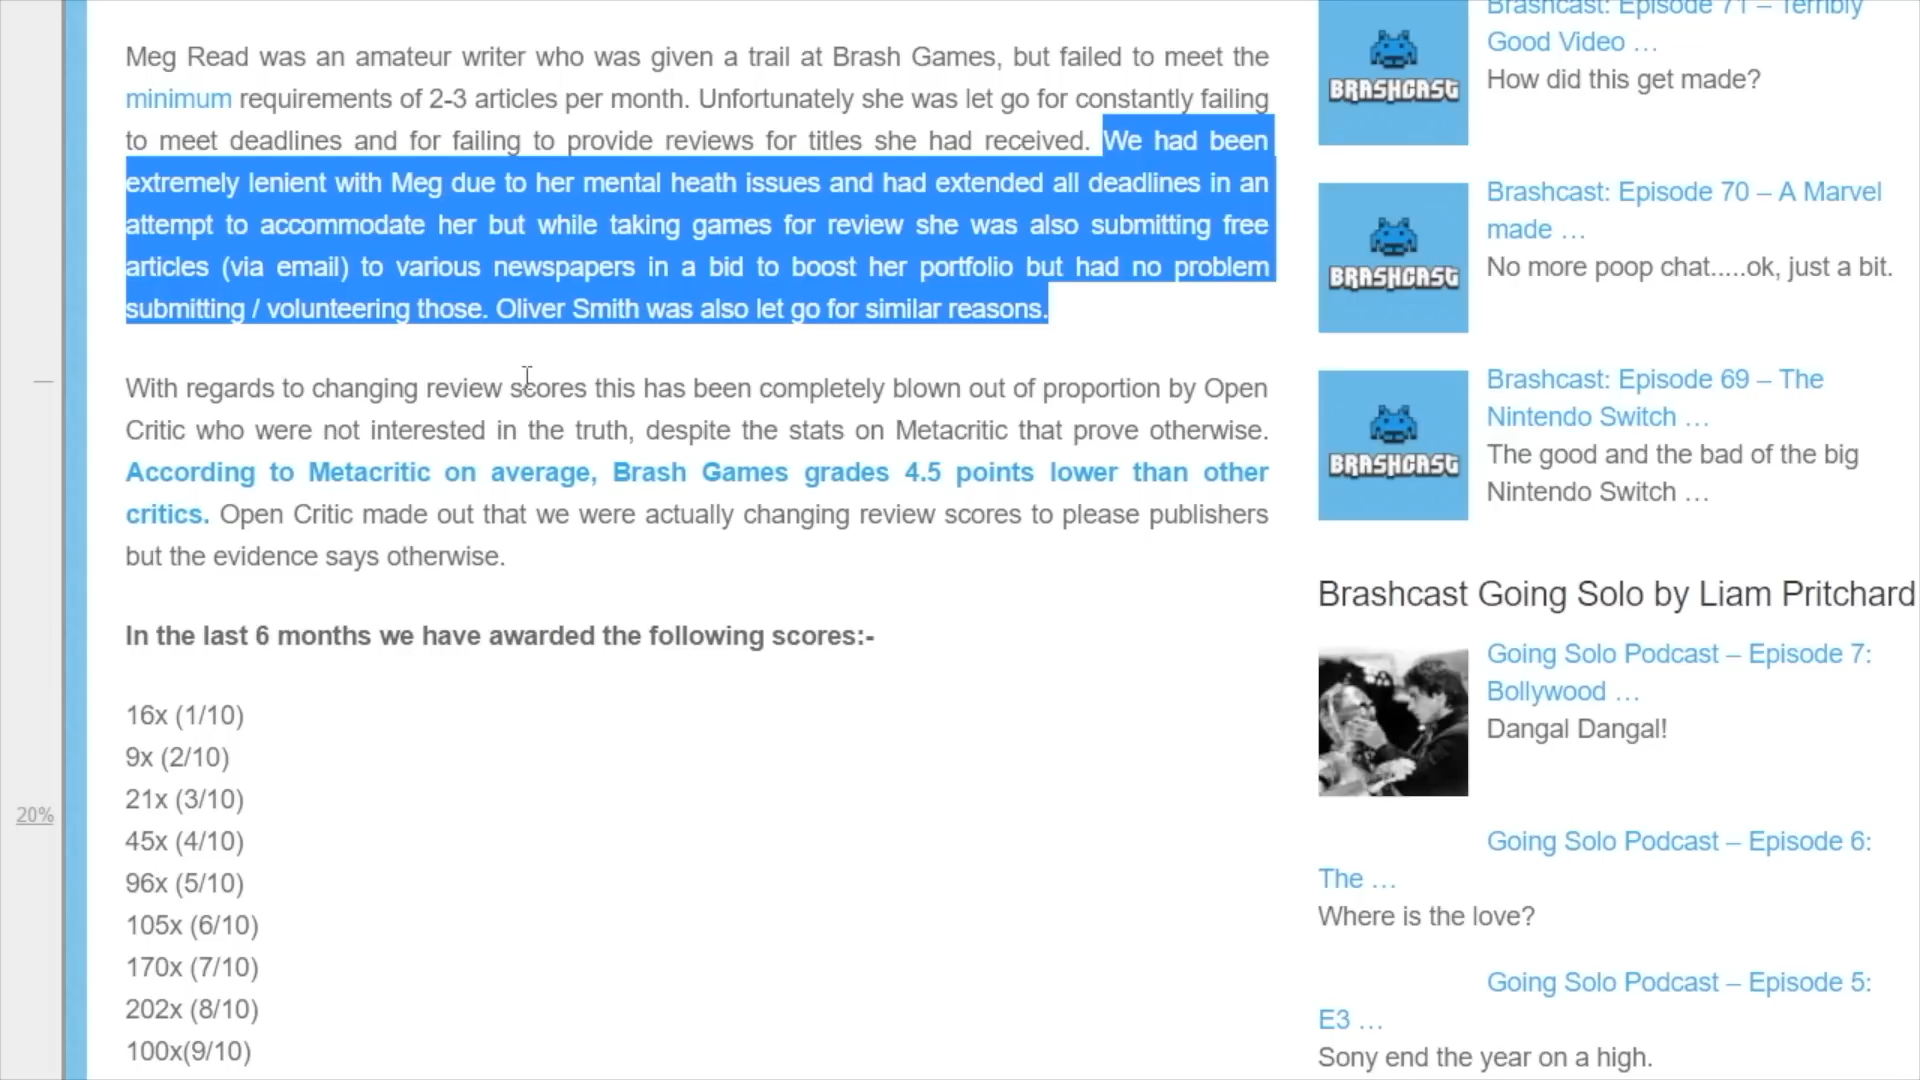 Meg Read was an amateur writer who was given a trail at Brash Games, but failed to meet the
minimum requirements of 2-3 articles per month. Unfortunately she was let go for constantly failing
to meet deadlines and for failing to provide reviews for titles she had received. We had been
extremely lenient with Meg due to her mental heath issues and had extended all deadlines in an
attempt to accommodate her but while taking games for review she was also submitting free
articles (via email) to various newspapers in a bid to boost her portfolio but had no problem
submitting / volunteering those. Oliver Smith was also let go for similar reasons.
With regards to changing review scores this has been completely blown out of proportion by Open
Critic who were not interested in the truth, despite the stats on Metacritic that prove otherwise.
According to Metacritic on average, Brash Games grades 4.5 points lower than other
critics. Open Critic made out that we were actually changing review scores to please publishers
but the evidence says otherwise.
In the last 6 months we have awarded the following scores:-
16x (1/10)
9x (2/10)
21x (3/10)
45x (4/10)
96x (5/10)
105x (6/10)
170x (7/10)
202x (8/10)
100x(9/10)
20%
Brashcast: Episode 71 – Terribly
Good Video …
How did this get made?
BRASHCAST
Brashcast: Episode 70 – A Marvel
made …
No more poop chat.....ok, just a bit.
BRASHCAST
Brashcast: Episode 69 – The
Nintendo Switch …
The good and the bad of the big
Nintendo Switch …
BRASHCAST
Brashcast Going Solo by Liam Pritchard
Going Solo Podcast – Episode 7:
Bollywood …
Dangal Dangal!
Going Solo Podcast – Episode 6:
The …
Where is the love?
Going Solo Podcast – Episode 5:
E3 …
Sony end the year on a high.